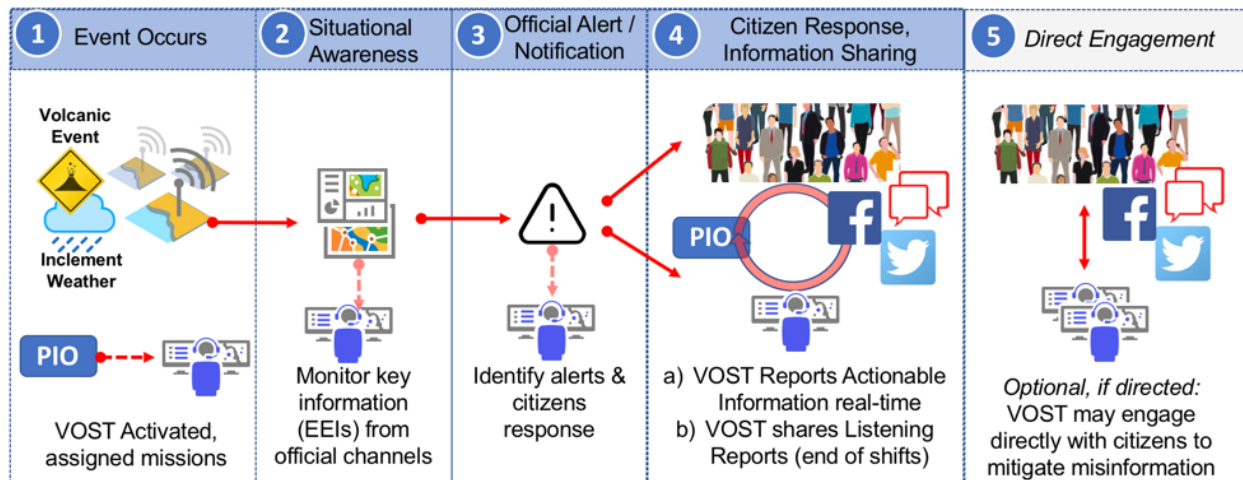 1 Event Occurs
2 Situational
Awareness
3 Official Alert /
Notification
4 Citizen Response,
Information Sharing
5 Direct Engagement
Volcanic
Event
Inclement
Weather
PIO
VOST Activated,
assigned missions
Monitor key
information
(EEIs) from
official channels
!
Identify alerts &
citizens
response
f
PIO
a) VOST Reports Actionable
Information real-time
b) VOST shares Listening
Reports (end of shifts)
f
Optional, if directed:
VOST may engage
directly with citizens to
mitigate misinformation